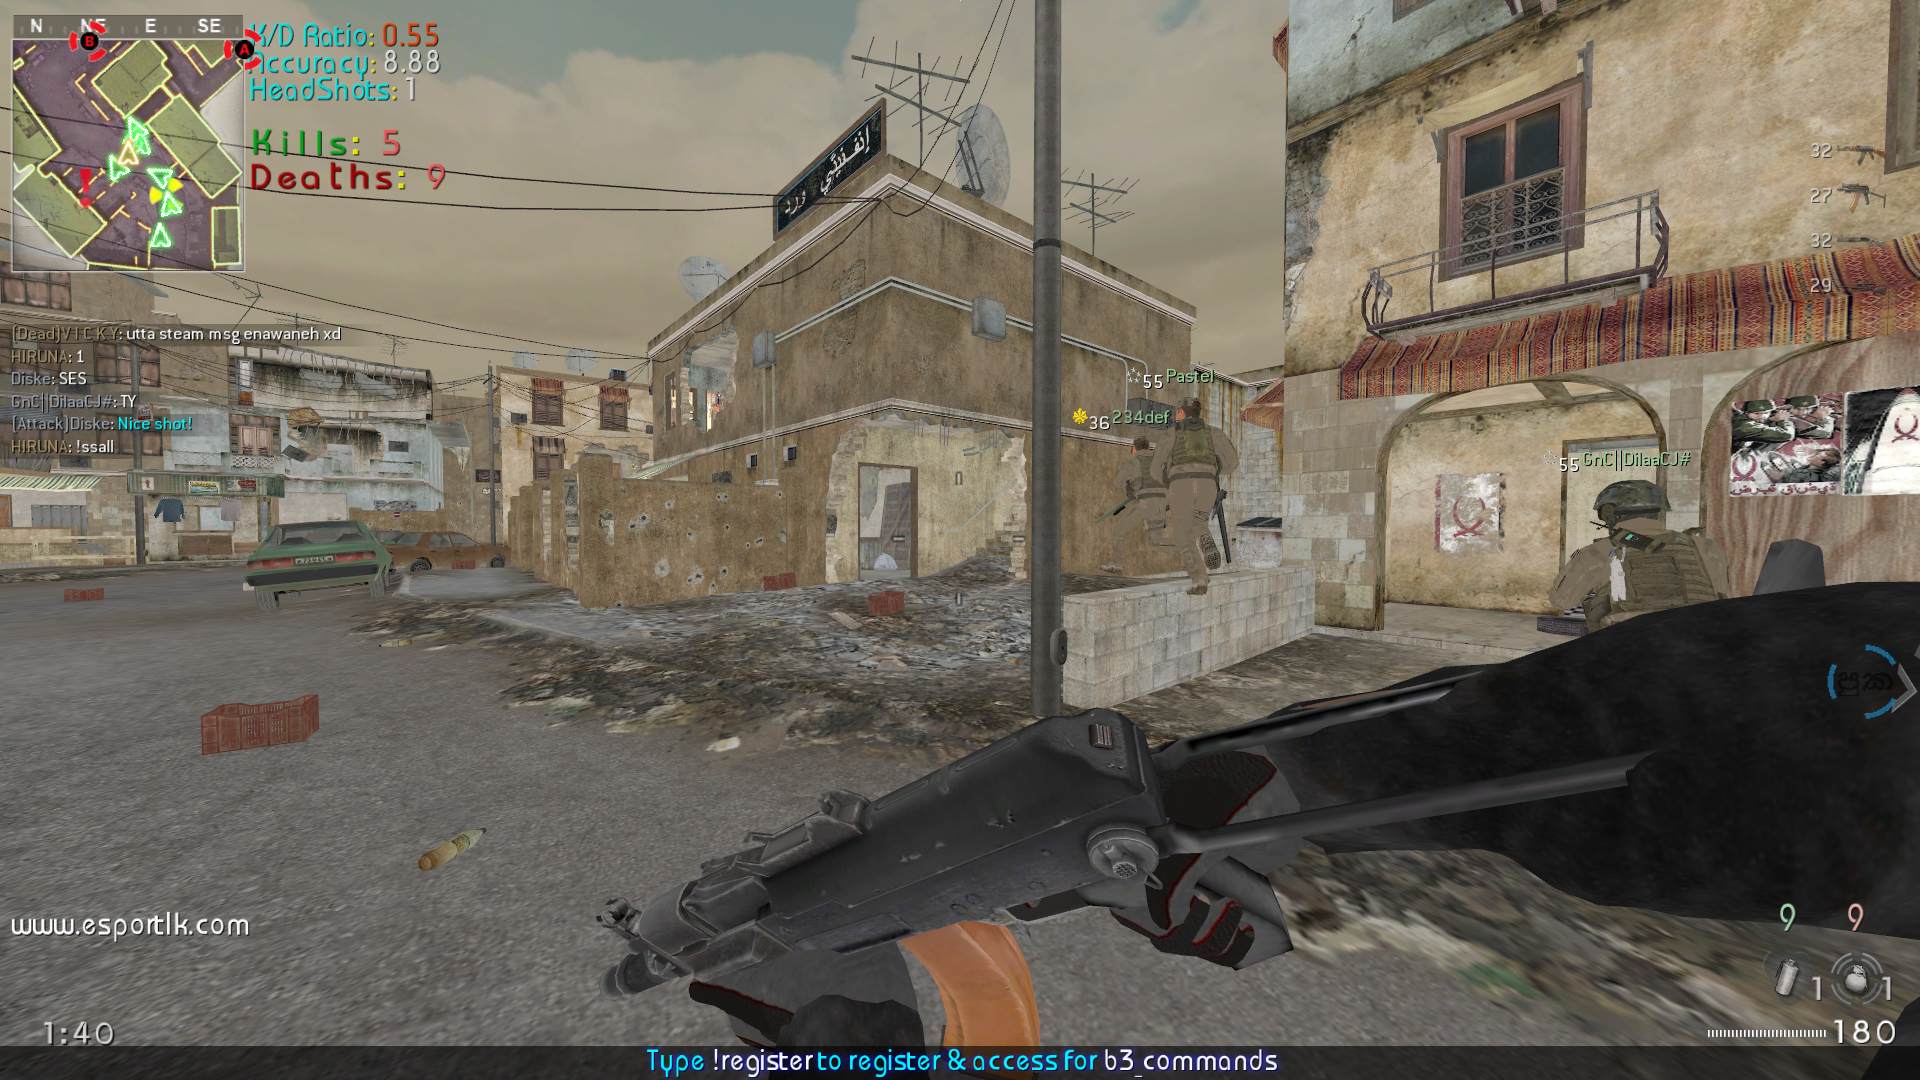 N NE E SE
B
A
K/D Ratio: 0.55
Accuracy: 8.88
HeadShots: 1
Kills: 5
Deaths: 9
إنفينيتي ورد
32
27
32
29
[Dead]V I C K Y: utta steam msg enawaneh xd
HIRUNA: 1
Diske: SES
GnC||DilaaCJ#: TY
[Attack]Diske: Nice shot!
HIRUNA: !ssall
55 Pastel
36 234def
55 GnC||DilaaCJ#
www.esportlk.com
9 9
1 1
1:40
180
Type !register to register & access for b3_commands